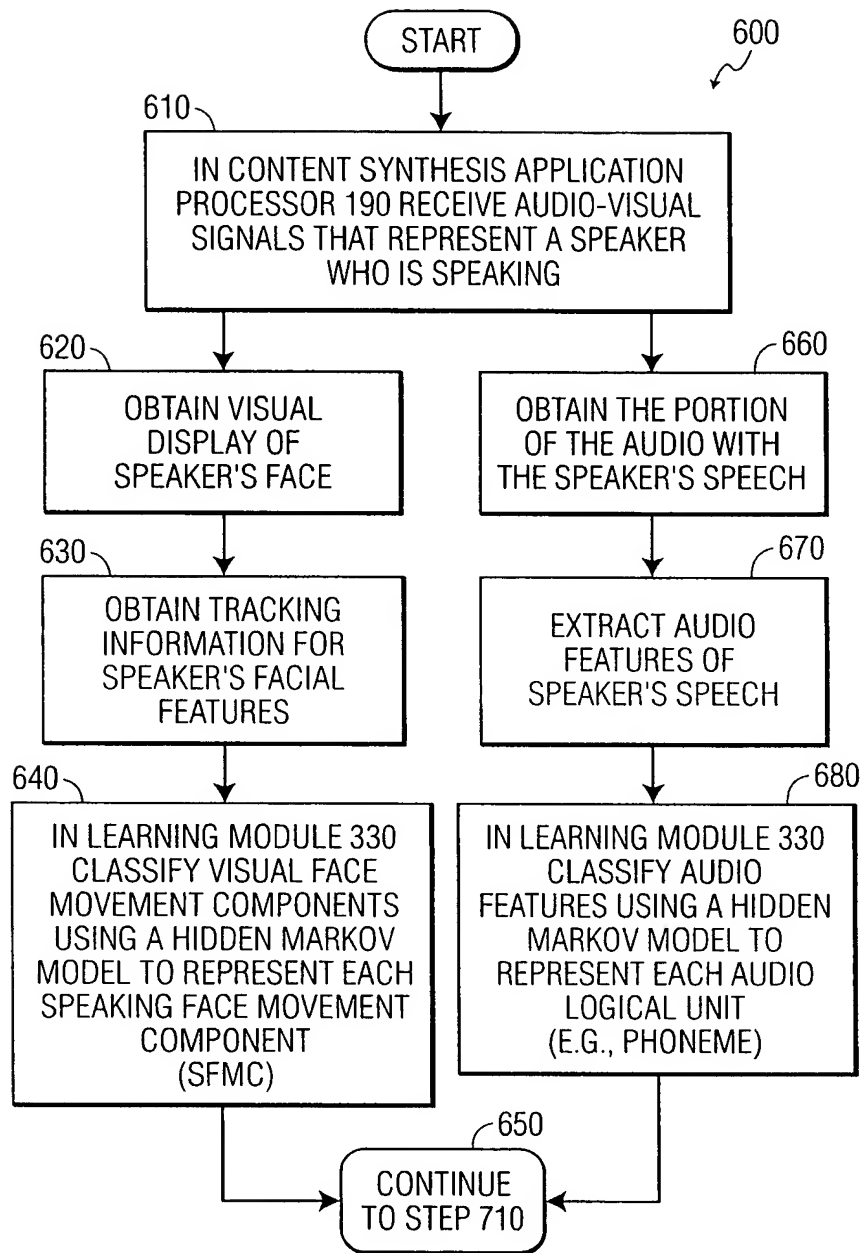 START
600
610
IN CONTENT SYNTHESIS APPLICATION
PROCESSOR 190 RECEIVE AUDIO-VISUAL
SIGNALS THAT REPRESENT A SPEAKER
WHO IS SPEAKING
620
OBTAIN VISUAL
DISPLAY OF
SPEAKER'S FACE
630
OBTAIN TRACKING
INFORMATION FOR
SPEAKER'S FACIAL
FEATURES
640
IN LEARNING MODULE 330
CLASSIFY VISUAL FACE
MOVEMENT COMPONENTS
USING A HIDDEN MARKOV
MODEL TO REPRESENT EACH
SPEAKING FACE MOVEMENT
COMPONENT
(SFMC)
660
OBTAIN THE PORTION
OF THE AUDIO WITH
THE SPEAKER'S SPEECH
670
EXTRACT AUDIO
FEATURES OF
SPEAKER'S SPEECH
680
IN LEARNING MODULE 330
CLASSIFY AUDIO
FEATURES USING A HIDDEN
MARKOV MODEL TO
REPRESENT EACH AUDIO
LOGICAL UNIT
(E.G., PHONEME)
650
CONTINUE
TO STEP 710